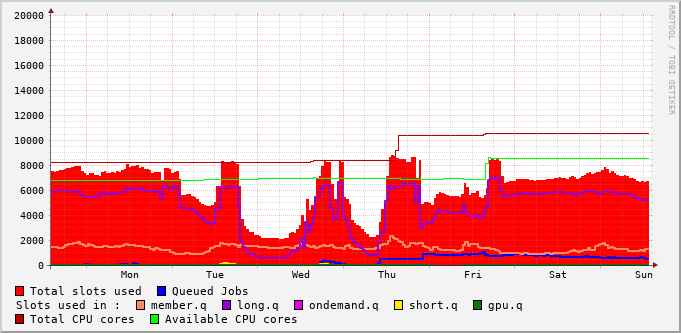 20000
18000
16000
14000
12000
10000
8000
6000
4000
2000
0
Mon Tue Wed Thu Fri Sat Sun
RRDTOOL / TOBI OETIKER
Total slots used Queued Jobs
Slots used in : member.q long.q ondemand.q short.q gpu.q
Total CPU cores Available CPU cores